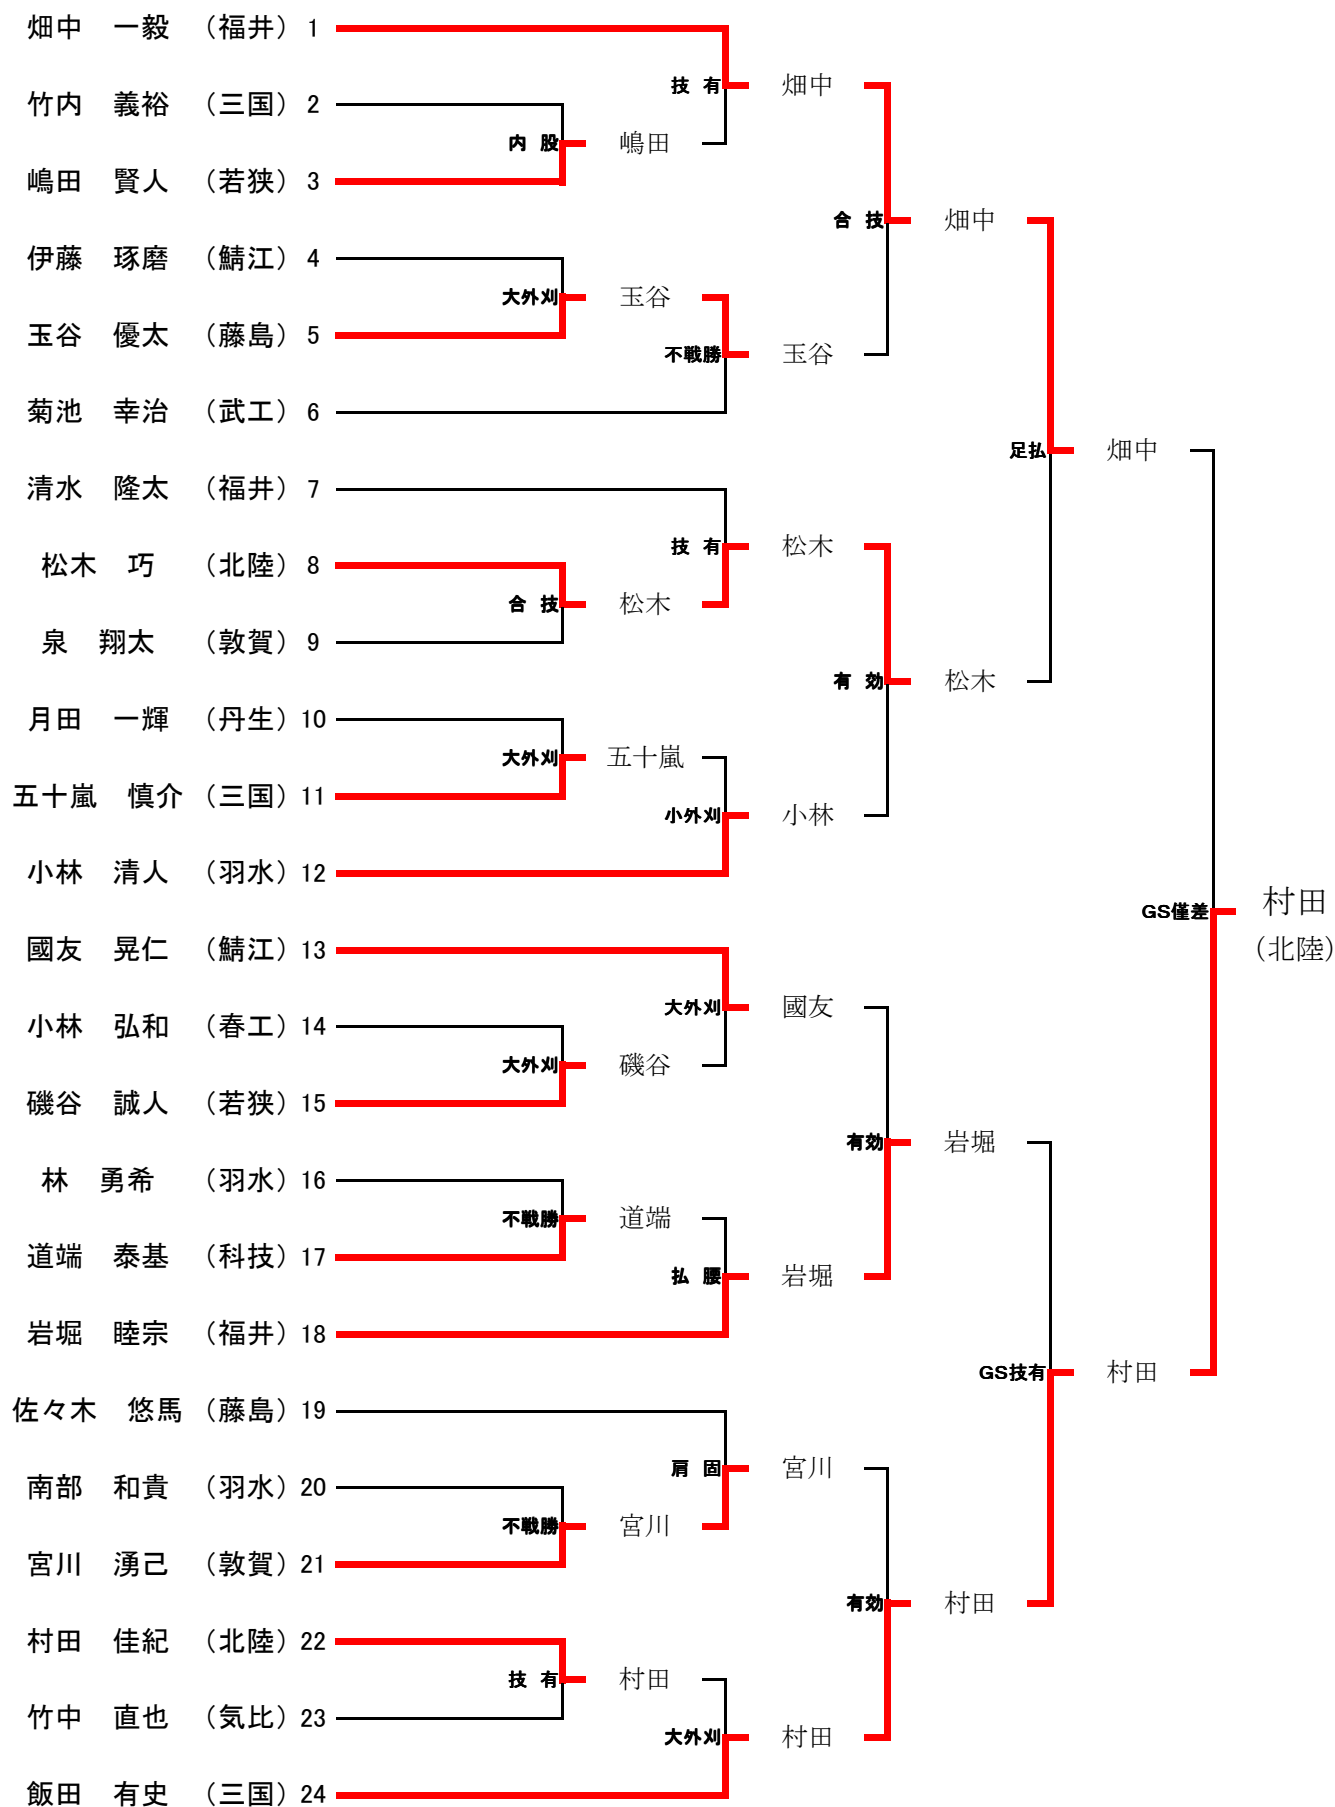 畑中　一毅　（福井） 1
技 有　畑中
竹内　義裕　（三国） 2
内 股　嶋田
嶋田　賢人　（若狭） 3
合 技　畑中
伊藤　琢磨　（鯖江） 4
大外刈　玉谷
玉谷　優太　（藤島） 5
不戦勝　玉谷
菊池　幸治　（武工） 6
足払　畑中
清水　隆太　（福井） 7
技 有　松木
松木　巧　（北陸） 8
合 技　松木
泉　翔太　（敦賀） 9
有 効　松木
月田　一輝　（丹生） 10
大外刈　五十嵐
五十嵐　慎介　（三国） 11
小外刈　小林
小林　清人　（羽水） 12
GS僅差　村田
（北陸）
國友　晃仁　（鯖江） 13
大外刈　國友
小林　弘和　（春工） 14
大外刈　磯谷
磯谷　誠人　（若狭） 15
有効　岩堀
林　勇希　（羽水） 16
不戦勝　道端
道端　泰基　（科技） 17
払 腰　岩堀
岩堀　睦宗　（福井） 18
GS技有　村田
佐々木　悠馬　（藤島） 19
肩 固　宮川
南部　和貴　（羽水） 20
不戦勝　宮川
宮川　湧己　（敦賀） 21
有効　村田
村田　佳紀　（北陸） 22
技 有　村田
竹中　直也　（気比） 23
大外刈　村田
飯田　有史　（三国） 24